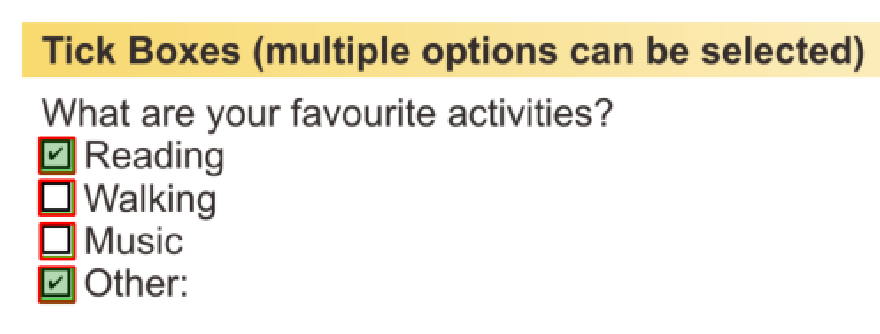 Tick Boxes (multiple options can be selected)
What are your favourite activities?
☑ Reading
☐ Walking
☐ Music
☑ Other: